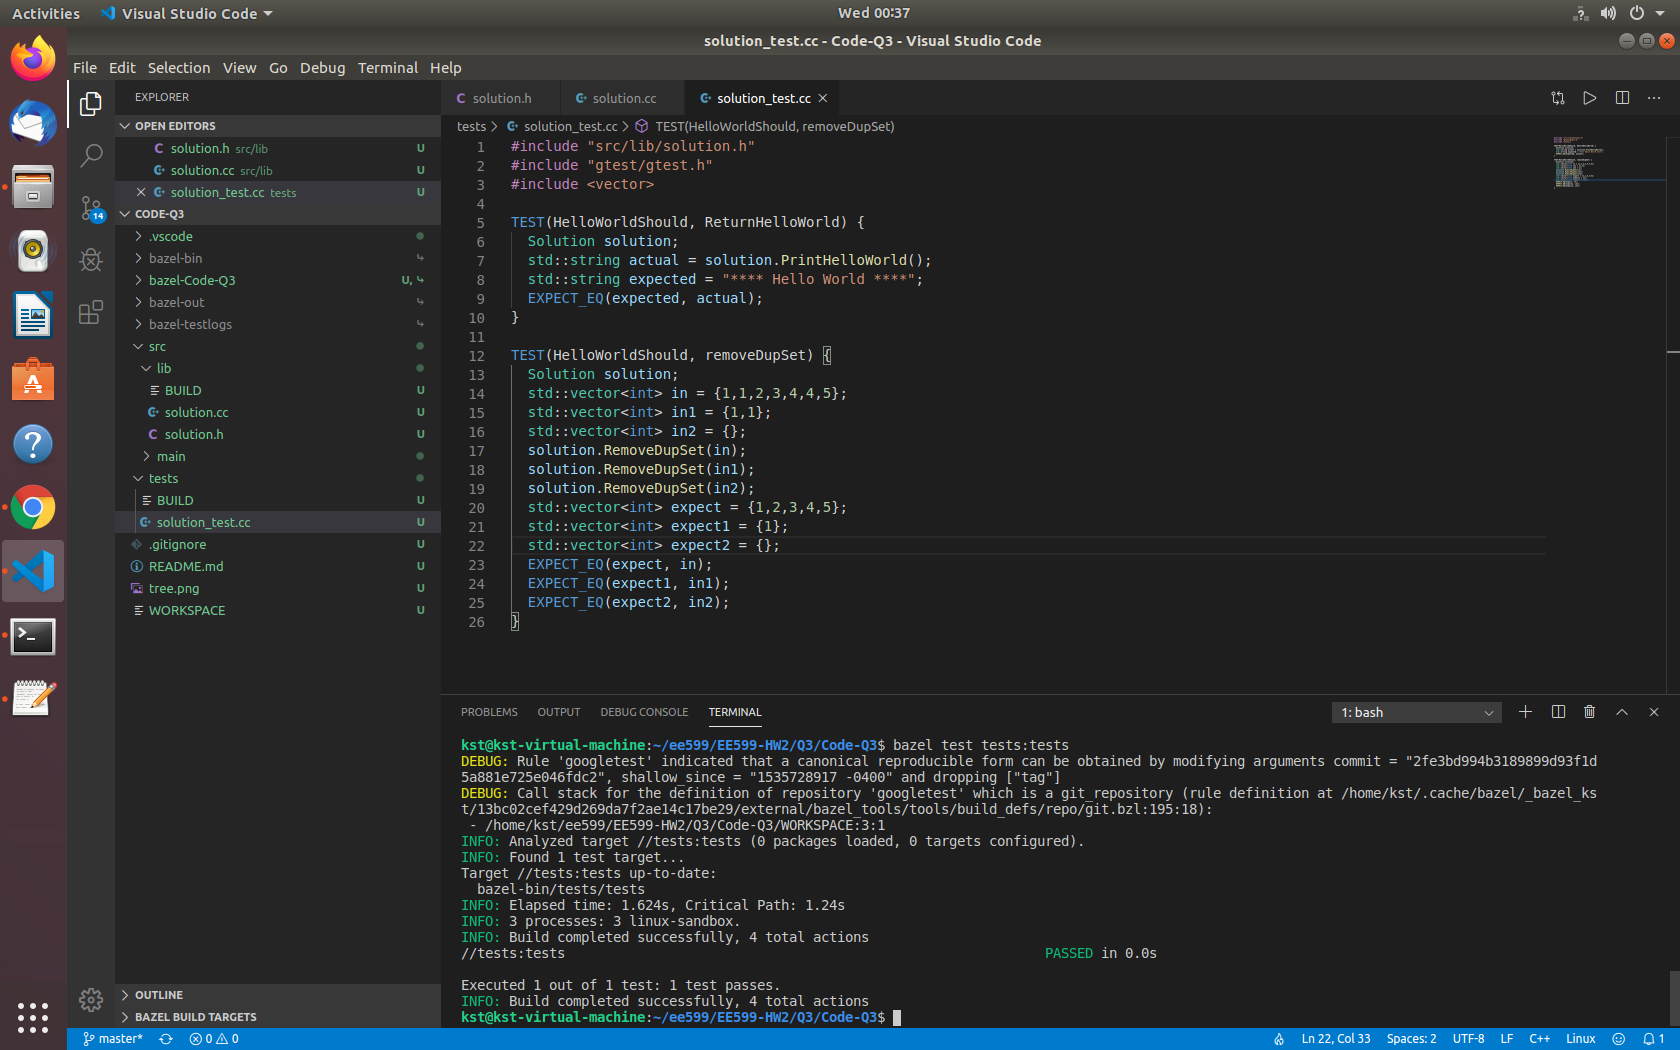 Activities
Visual Studio Code
Wed 00:37
solution_test.cc - Code-Q3 - Visual Studio Code
File Edit Selection View Go Debug Terminal Help
EXPLORER
OPEN EDITORS
solution.h src/lib U
solution.cc src/lib U
solution_test.cc tests U
14
CODE-Q3
.vscode
bazel-bin
bazel-Code-Q3 U,
bazel-out
bazel-testlogs
src
lib
BUILD U
solution.cc U
solution.h U
main
tests
BUILD U
solution_test.cc U
.gitignore U
README.md U
tree.png U
WORKSPACE U
OUTLINE
BAZEL BUILD TARGETS
solution.h solution.cc solution_test.cc
tests > solution_test.cc > TEST(HelloWorldShould, removeDupSet)
1 #include "src/lib/solution.h"
2 #include "gtest/gtest.h"
3 #include <vector>
4
5 TEST(HelloWorldShould, ReturnHelloWorld) {
6 Solution solution;
7 std::string actual = solution.PrintHelloWorld();
8 std::string expected = "**** Hello World ****";
9 EXPECT_EQ(expected, actual);
10 }
11
12 TEST(HelloWorldShould, removeDupSet) {
13 Solution solution;
14 std::vector<int> in = {1,1,2,3,4,4,5};
15 std::vector<int> in1 = {1,1};
16 std::vector<int> in2 = {};
17 solution.RemoveDupSet(in);
18 solution.RemoveDupSet(in1);
19 solution.RemoveDupSet(in2);
20 std::vector<int> expect = {1,2,3,4,5};
21 std::vector<int> expect1 = {1};
22 std::vector<int> expect2 = {};
23 EXPECT_EQ(expect, in);
24 EXPECT_EQ(expect1, in1);
25 EXPECT_EQ(expect2, in2);
26 }
PROBLEMS OUTPUT DEBUG CONSOLE TERMINAL
1: bash
kst@kst-virtual-machine:~/ee599/EE599-HW2/Q3/Code-Q3$ bazel test tests:tests
DEBUG: Rule 'googletest' indicated that a canonical reproducible form can be obtained by modifying arguments commit = "2fe3bd994b3189899d93f1d
5a881e725e046fdc2", shallow_since = "1535728917 -0400" and dropping ["tag"]
DEBUG: Call stack for the definition of repository 'googletest' which is a git_repository (rule definition at /home/kst/.cache/bazel/_bazel_ks
t/13bc02cef429d269da7f2ae14c17be29/external/bazel_tools/tools/build_defs/repo/git.bzl:195:18):
- /home/kst/ee599/EE599-HW2/Q3/Code-Q3/WORKSPACE:3:1
INFO: Analyzed target //tests:tests (0 packages loaded, 0 targets configured).
INFO: Found 1 test target...
Target //tests:tests up-to-date:
bazel-bin/tests/tests
INFO: Elapsed time: 1.624s, Critical Path: 1.24s
INFO: 3 processes: 3 linux-sandbox.
INFO: Build completed successfully, 4 total actions
//tests:tests PASSED in 0.0s
Executed 1 out of 1 test: 1 test passes.
INFO: Build completed successfully, 4 total actions
kst@kst-virtual-machine:~/ee599/EE599-HW2/Q3/Code-Q3$
master* 0 0 Ln 22, Col 33 Spaces: 2 UTF-8 LF C++ Linux 1